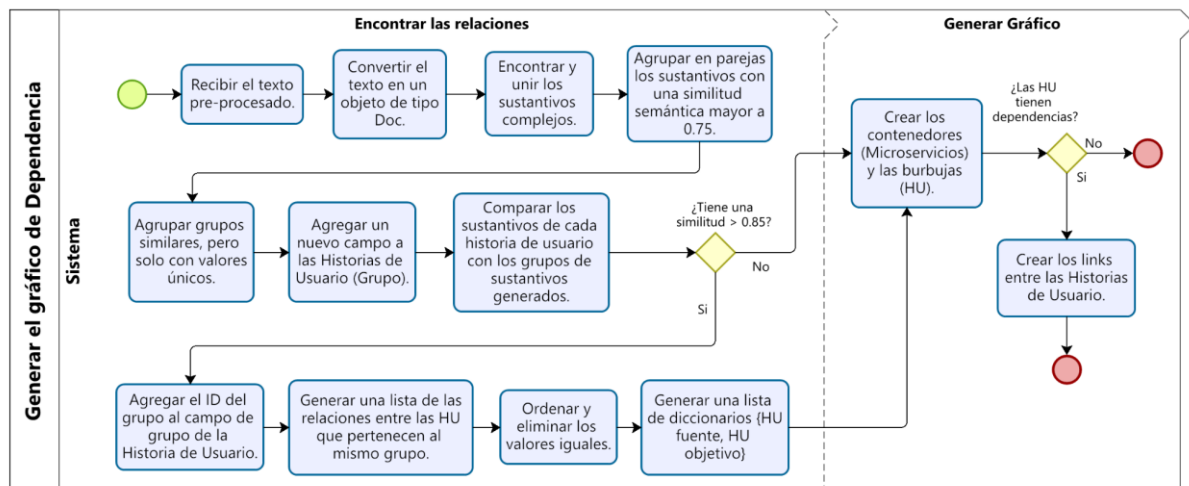 Generar el gráfico de Dependencia
Sistema
Encontrar las relaciones
Generar Gráfico
Recibir el texto
pre-procesado.
Convertir el
texto en un
objeto de tipo
Doc.
Encontrar y
unir los
sustantivos
complejos.
Agrupar en parejas
los sustantivos con
una similitud
semántica mayor a
0.75.
Agrupar grupos
similares, pero
solo con valores
únicos.
Agregar un
nuevo campo a
las Historias de
Usuario (Grupo).
Comparar los
sustantivos de cada
historia de usuario
con los grupos de
sustantivos
generados.
¿Tiene una
similitud > 0.85?
No
Si
Agregar el ID del
grupo al campo de
grupo de la
Historia de Usuario.
Generar una lista de las
relaciones entre las HU
que pertenecen al
mismo grupo.
Ordenar y
eliminar los
valores iguales.
Generar una lista
de diccionarios {HU
fuente, HU
objetivo}
Crear los
contenedores
(Microservicios)
y las burbujas
(HU).
¿Las HU
tienen
dependencias?
No
Si
Crear los links
entre las Historias
de Usuario.